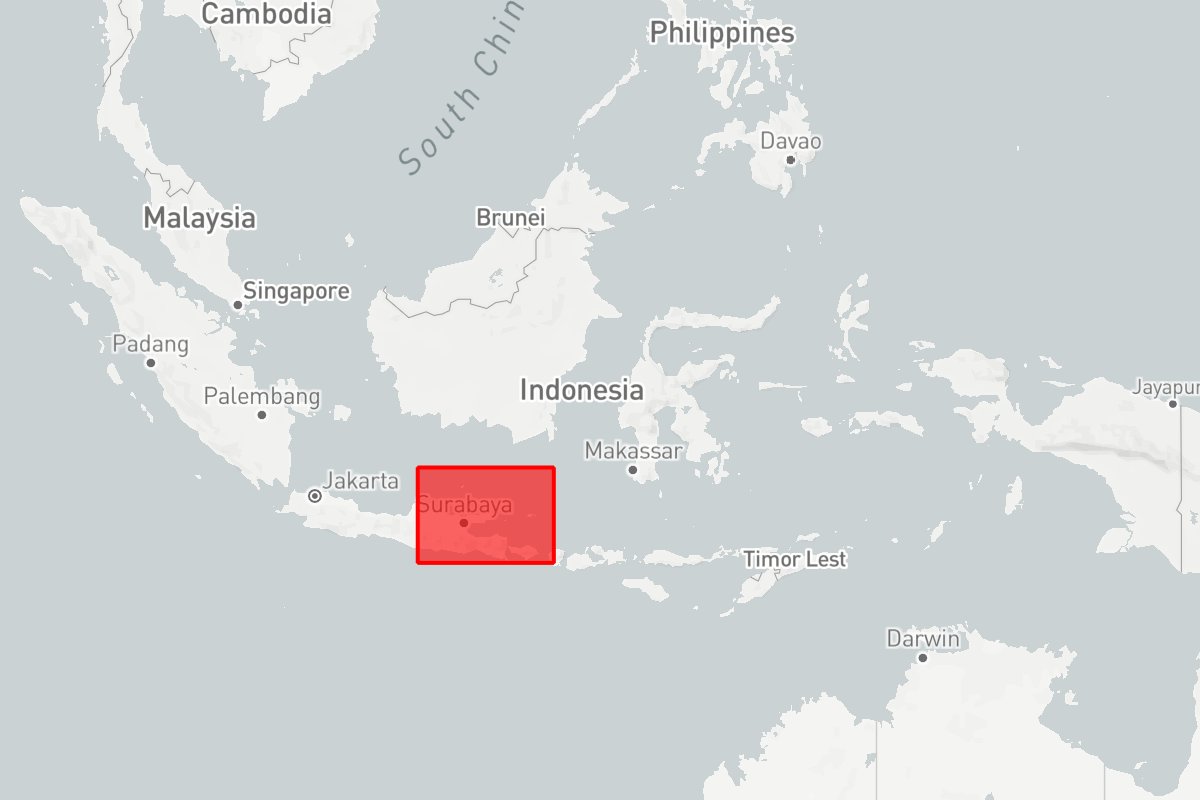 Cambodia
Philippines
South Chin
Davao
Malaysia
Brunei
Singapore
Padang
Indonesia
Jayapur
Palembang
Makassar
Jakarta
Surabaya
Timor Lest
Darwin